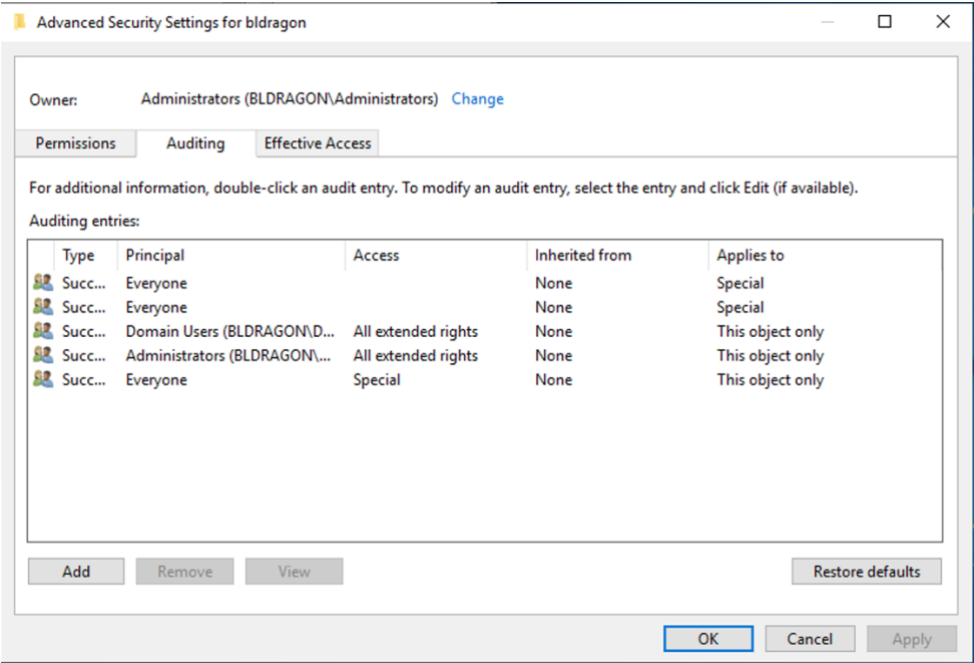 Advanced Security Settings for bldragon
Owner: Administrators (BLDRAGON\Administrators) Change
Permissions Auditing Effective Access
For additional information, double-click an audit entry. To modify an audit entry, select the entry and click Edit (if available).
Auditing entries:
Type Principal Access Inherited from Applies to
Succ... Everyone None Special
Succ... Everyone None Special
Succ... Domain Users (BLDRAGON\D... All extended rights None This object only
Succ... Administrators (BLDRAGON\... All extended rights None This object only
Succ... Everyone Special None This object only
Add Remove View Restore defaults
OK Cancel Apply